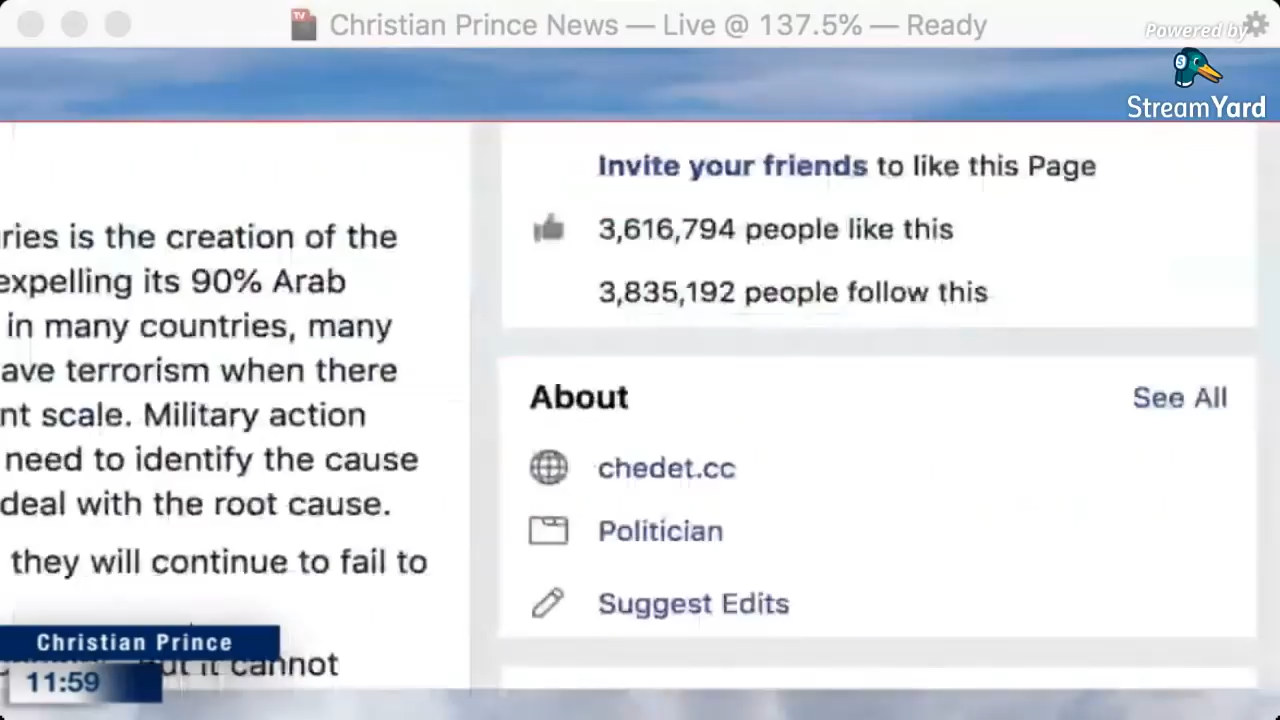 TV
Christian Prince News — Live @ 137.5% — Ready
Powered by
StreamYard
Invite your friends to like this Page
3,616,794 people like this
3,835,192 people follow this
About
See All
chedet.cc
Politician
Suggest Edits
ries is the creation of the
expelling its 90% Arab
in many countries, many
ave terrorism when there
nt scale. Military action
need to identify the cause
deal with the root cause.
they will continue to fail to
but it cannot
Christian Prince
11:59